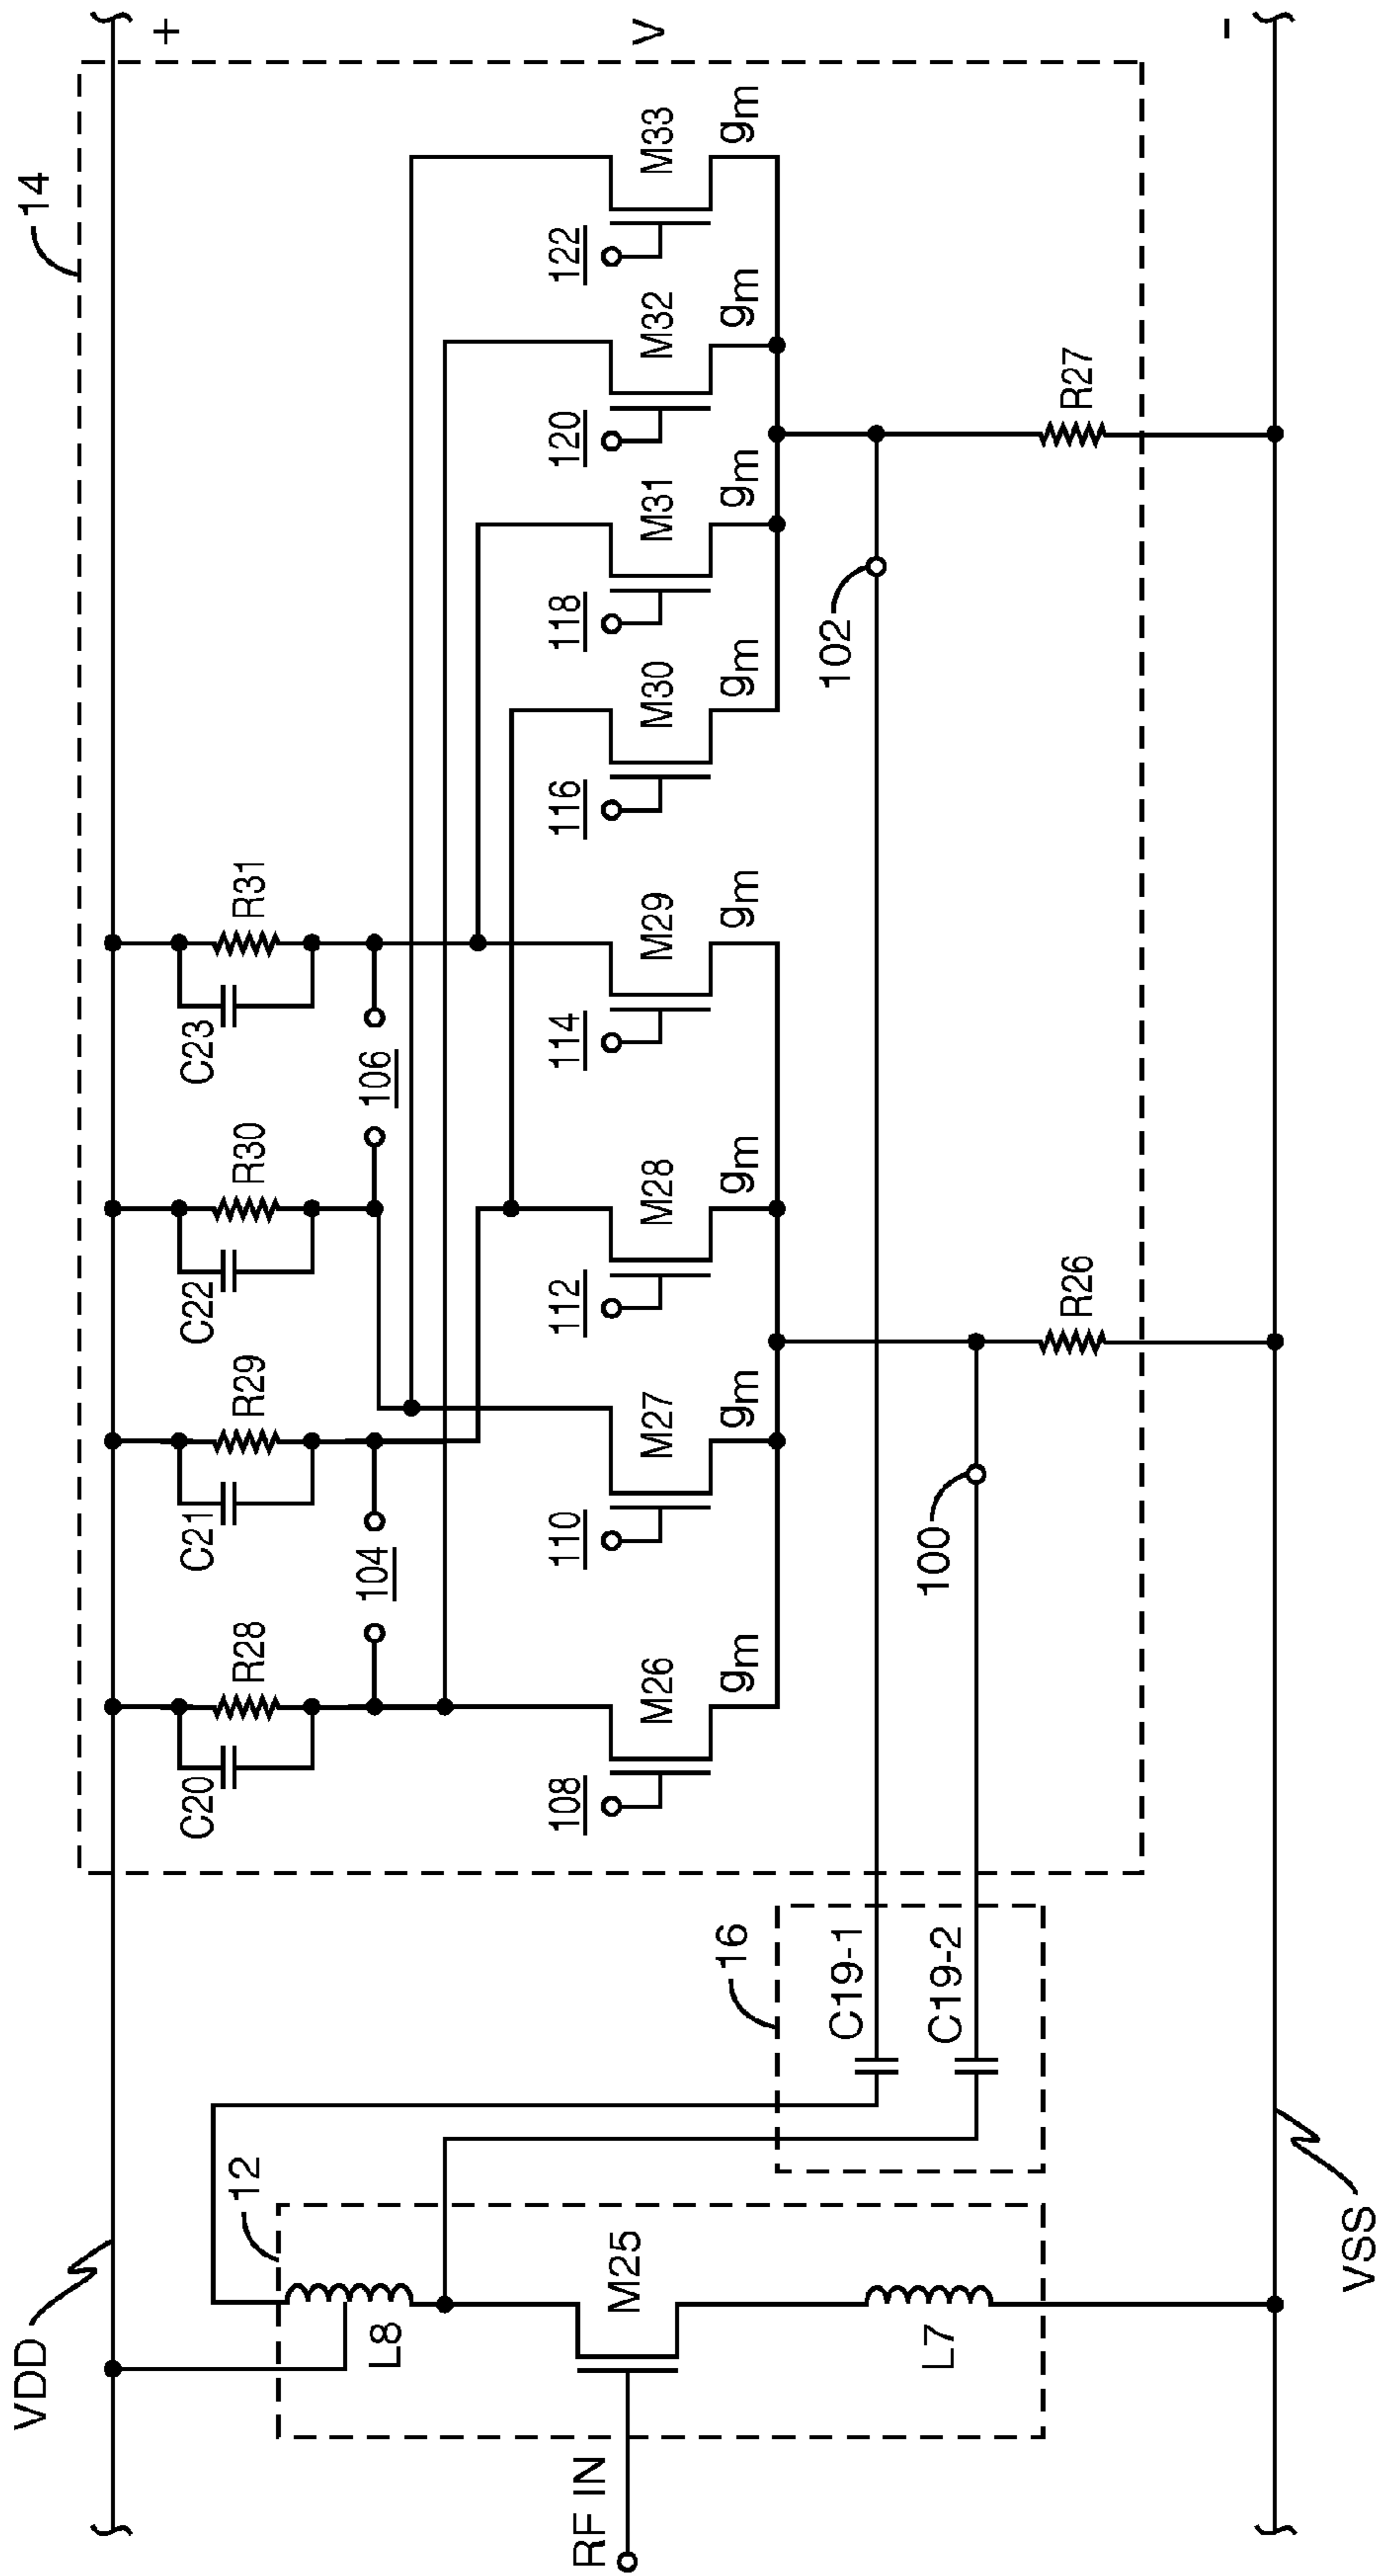 14
VDD
+
C20
R28
C21
R29
C22
R30
C23
R31
104
106
12
L8
108
M26
gm
110
M27
gm
112
M28
gm
114
M29
gm
116
M30
gm
118
M31
gm
120
M32
gm
122
M33
gm
V
RF IN
M25
16
C19-1
C19-2
102
100
L7
R26
R27
VSS
-